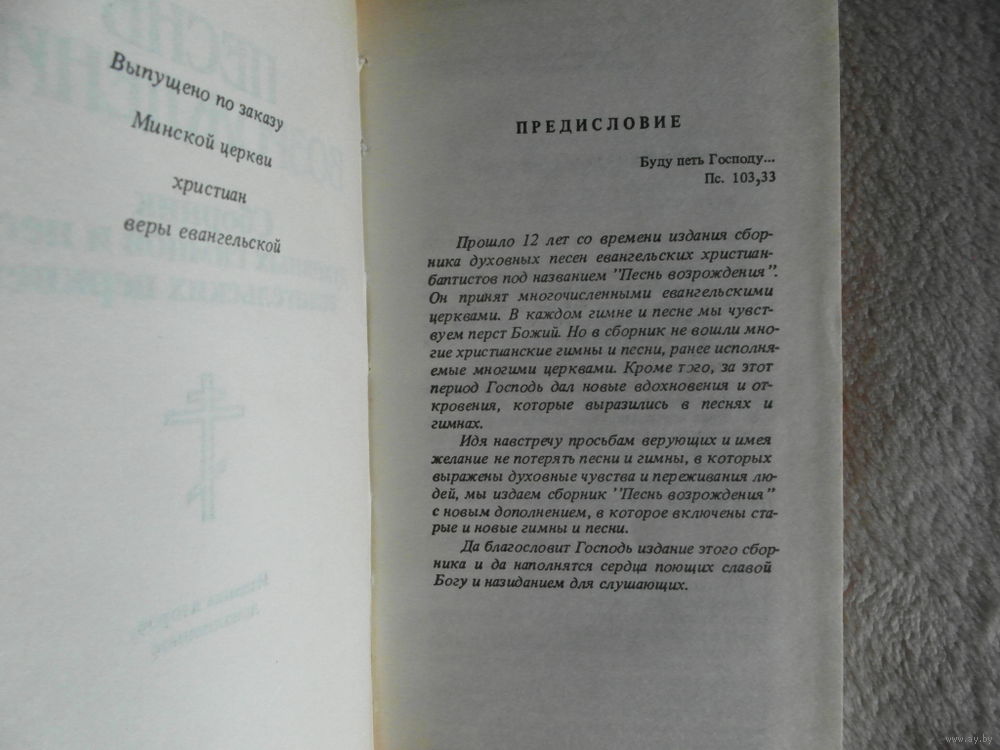 Выпущено по заказу
Минской церкви
христиан
веры евангельской
ПРЕДИСЛОВИЕ
Буду петь Господу...
Пс. 103,33
Прошло 12 лет со времени издания сбор-
ника духовных песен евангельских христиан-
баптистов под названием "Песнь возрождения".
Он принят многочисленными евангельскими
церквами. В каждом гимне и песне мы чувст-
вуем перст Божий. Но в сборник не вошли мно-
гие христианские гимны и песни, ранее исполня-
емые многими церквами. Кроме того, за этот
период Господь дал новые вдохновения и от-
кровения, которые выразились в песнях и
гимнах.
Идя навстречу просьбам верующих и имея
желание не потерять песни и гимны, в которых
выражены духовные чувства и переживания лю-
дей, мы издаем сборник "Песнь возрождения"
с новым дополнением, в которое включены ста-
рые и новые гимны и песни.
Да благословит Господь издание этого сбор-
ника и да наполнятся сердца поющих славой
Богу и назиданием для слушающих.
www.ay.by